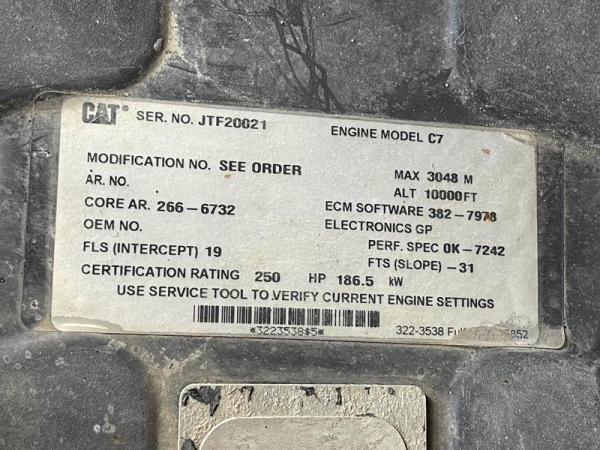 CAT® SER. NO. JTF20021 ENGINE MODEL C7
MODIFICATION NO. SEE ORDER MAX 3048 M
AR. NO. ALT 10000FT
CORE AR. 266-6732 ECM SOFTWARE 382-7978
OEM NO. ELECTRONICS GP
FLS (INTERCEPT) 19 PERF. SPEC 0K-7242
CERTIFICATION RATING 250 HP 186.5 kW FTS (SLOPE) -31
USE SERVICE TOOL TO VERIFY CURRENT ENGINE SETTINGS
*3223538$5* 322-3538